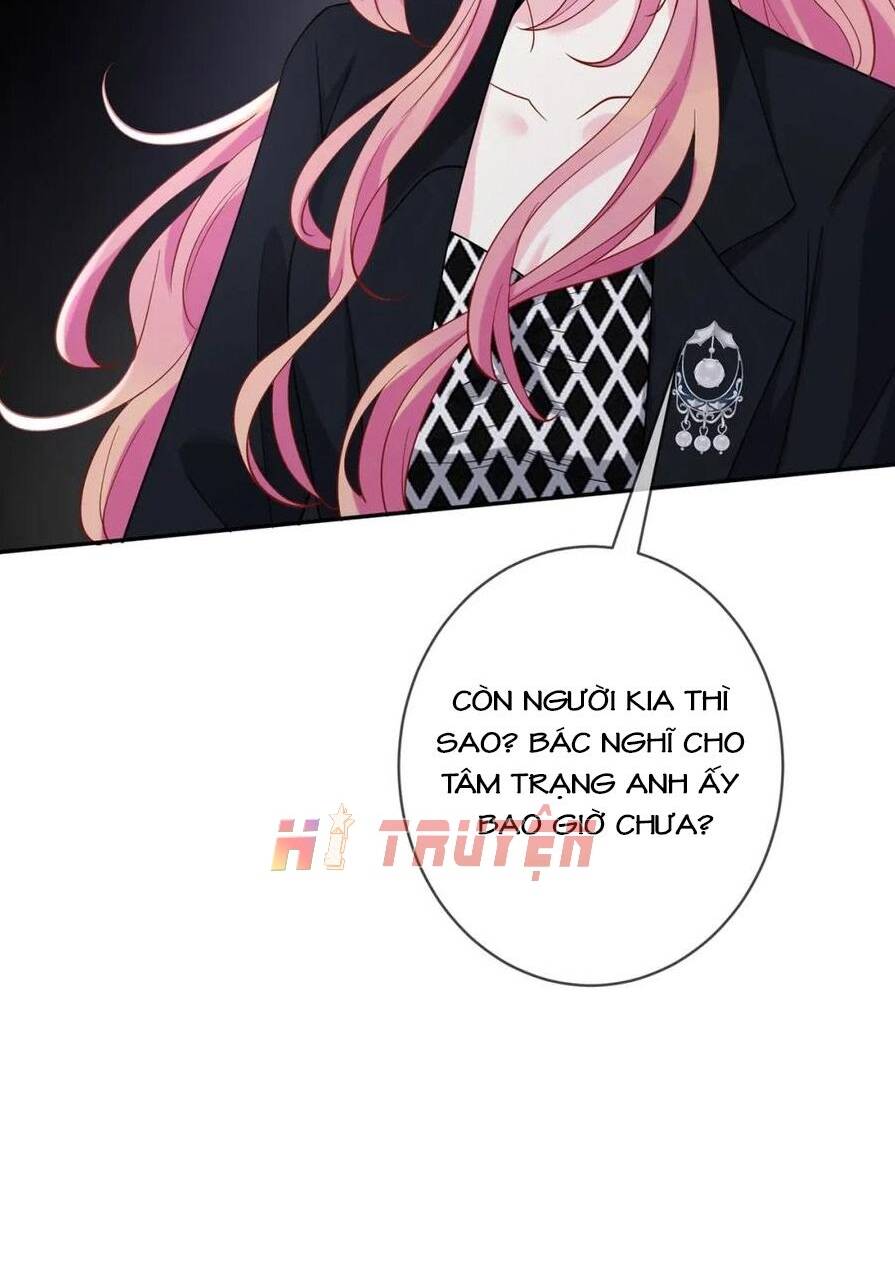 CÒN NGƯỜI KIA THÌ
SAO? BÁC NGHĨ CHO
TÂM TRẠNG ANH ẤY
BAO GIỜ CHƯA?
HI TRUYỆN